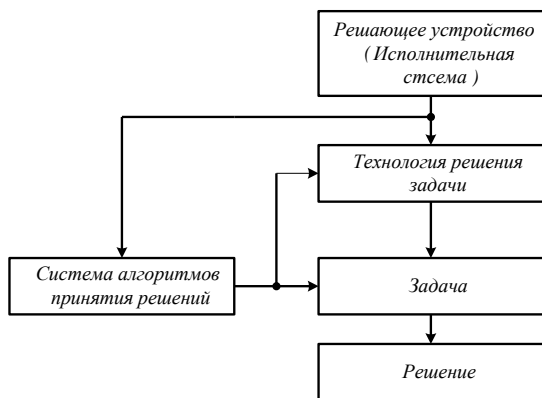 Решающее устройство
( Исполнительная
стсема )
Технология решения
задачи
Система алгоритмов
принятия решений
Задача
Решение